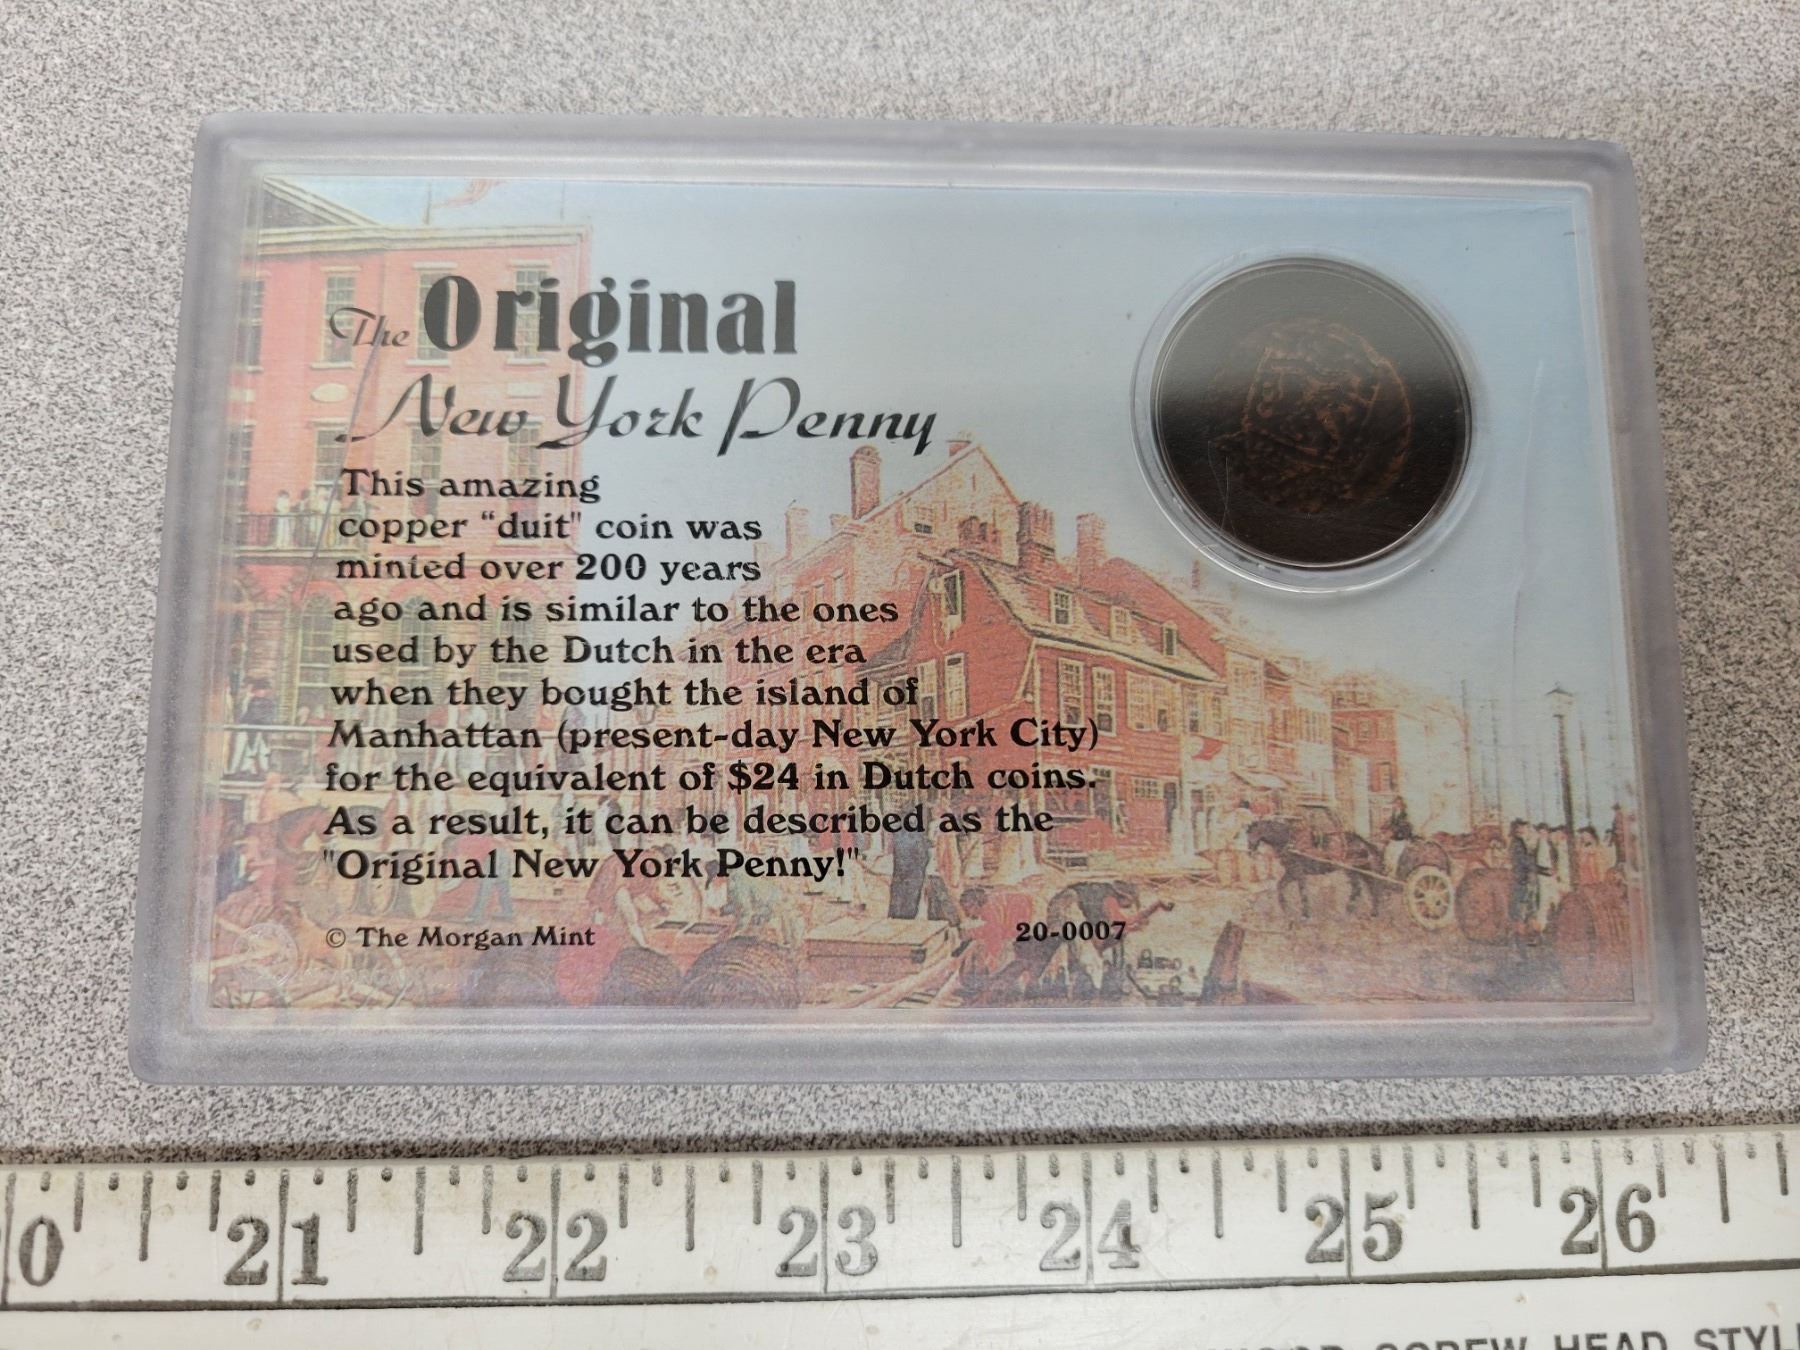 The Original
New York Penny
This amazing
copper “duit" coin was
minted over 200 years
ago and is similar to the ones
used by the Dutch in the era
when they bought the island of
Manhattan (present-day New York City)
for the equivalent of $24 in Dutch coins.
As a result, it can be described as the
"Original New York Penny!"
© The Morgan Mint 20-0007
0 21 22 23 24 25 26
SCREW HEAD STYL